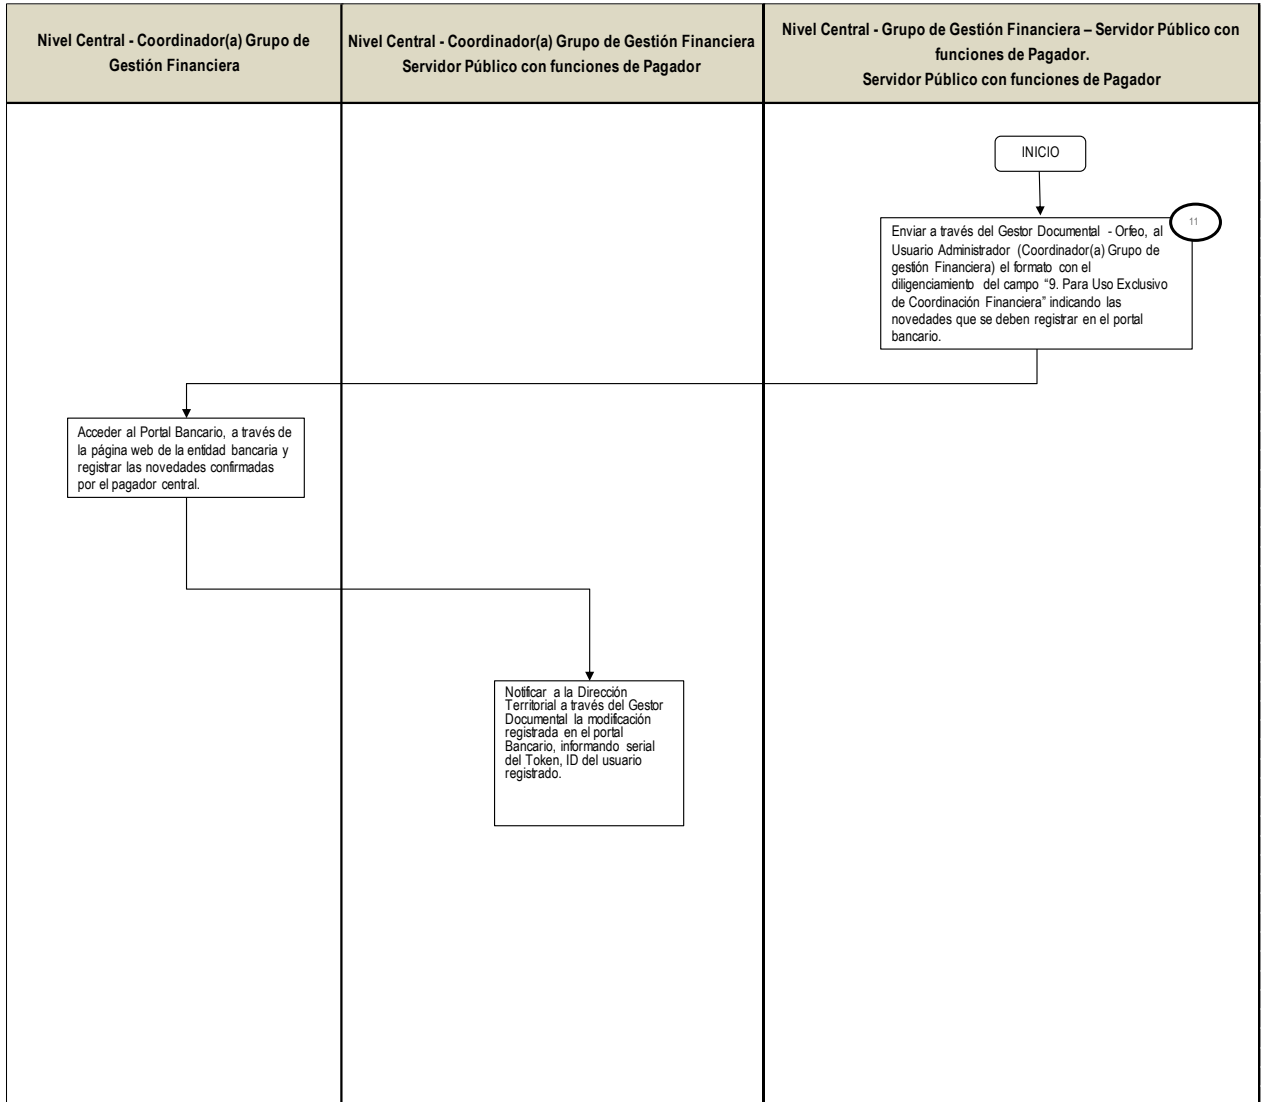 Nivel Central - Coordinador(a) Grupo de
Gestión Financiera
Nivel Central - Coordinador(a) Grupo de Gestión Financiera
Servidor Público con funciones de Pagador
Nivel Central - Grupo de Gestión Financiera – Servidor Público con
funciones de Pagador.
Servidor Público con funciones de Pagador
INICIO
11
Enviar a través del Gestor Documental - Orfeo, al
Usuario Administrador (Coordinador(a) Grupo de
gestión Financiera) el formato con el
diligenciamiento del campo “9. Para Uso Exclusivo
de Coordinación Financiera” indicando las
novedades que se deben registrar en el portal
bancario.
Acceder al Portal Bancario, a través de
la página web de la entidad bancaria y
registrar las novedades confirmadas
por el pagador central.
Notificar a la Dirección
Territorial a través del Gestor
Documental la modificación
registrada en el portal
Bancario, informando serial
del Token, ID del usuario
registrado.